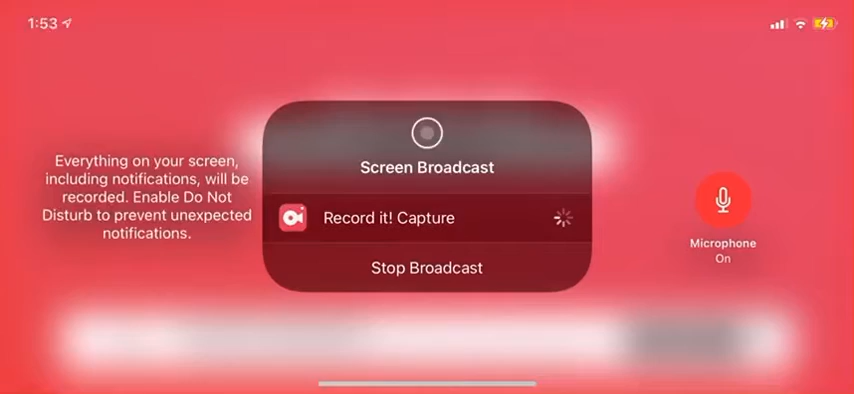 1:53
Everything on your screen,
including notifications, will be
recorded. Enable Do Not
Disturb to prevent unexpected
notifications.
Screen Broadcast
Record it! Capture
Stop Broadcast
Microphone
On